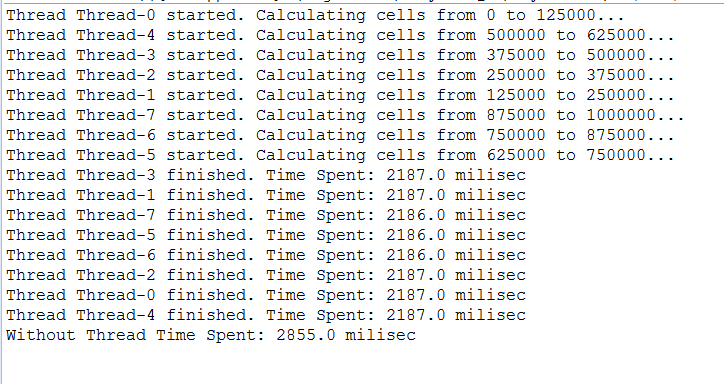 Thread Thread-0 started. Calculating cells from 0 to 125000...
Thread Thread-4 started. Calculating cells from 500000 to 625000...
Thread Thread-3 started. Calculating cells from 375000 to 500000...
Thread Thread-2 started. Calculating cells from 250000 to 375000...
Thread Thread-1 started. Calculating cells from 125000 to 250000...
Thread Thread-7 started. Calculating cells from 875000 to 1000000...
Thread Thread-6 started. Calculating cells from 750000 to 875000...
Thread Thread-5 started. Calculating cells from 625000 to 750000...
Thread Thread-3 finished. Time Spent: 2187.0 milisec
Thread Thread-1 finished. Time Spent: 2187.0 milisec
Thread Thread-7 finished. Time Spent: 2186.0 milisec
Thread Thread-5 finished. Time Spent: 2186.0 milisec
Thread Thread-6 finished. Time Spent: 2186.0 milisec
Thread Thread-2 finished. Time Spent: 2187.0 milisec
Thread Thread-0 finished. Time Spent: 2187.0 milisec
Thread Thread-4 finished. Time Spent: 2187.0 milisec
Without Thread Time Spent: 2855.0 milisec